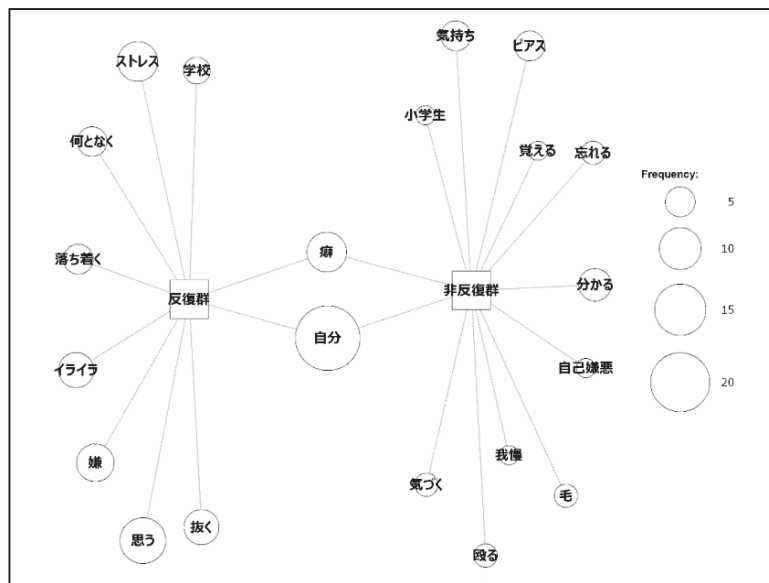 気持ち
ピアス
ストレス
学校
小学生
何となく
覚える
忘れる
Frequency:
5
10
癖
落ち着く
分かる
反復群
非反復群
15
自分
イライラ
自己嫌悪
20
嫌
我慢
気づく
毛
思う
抜く
殴る